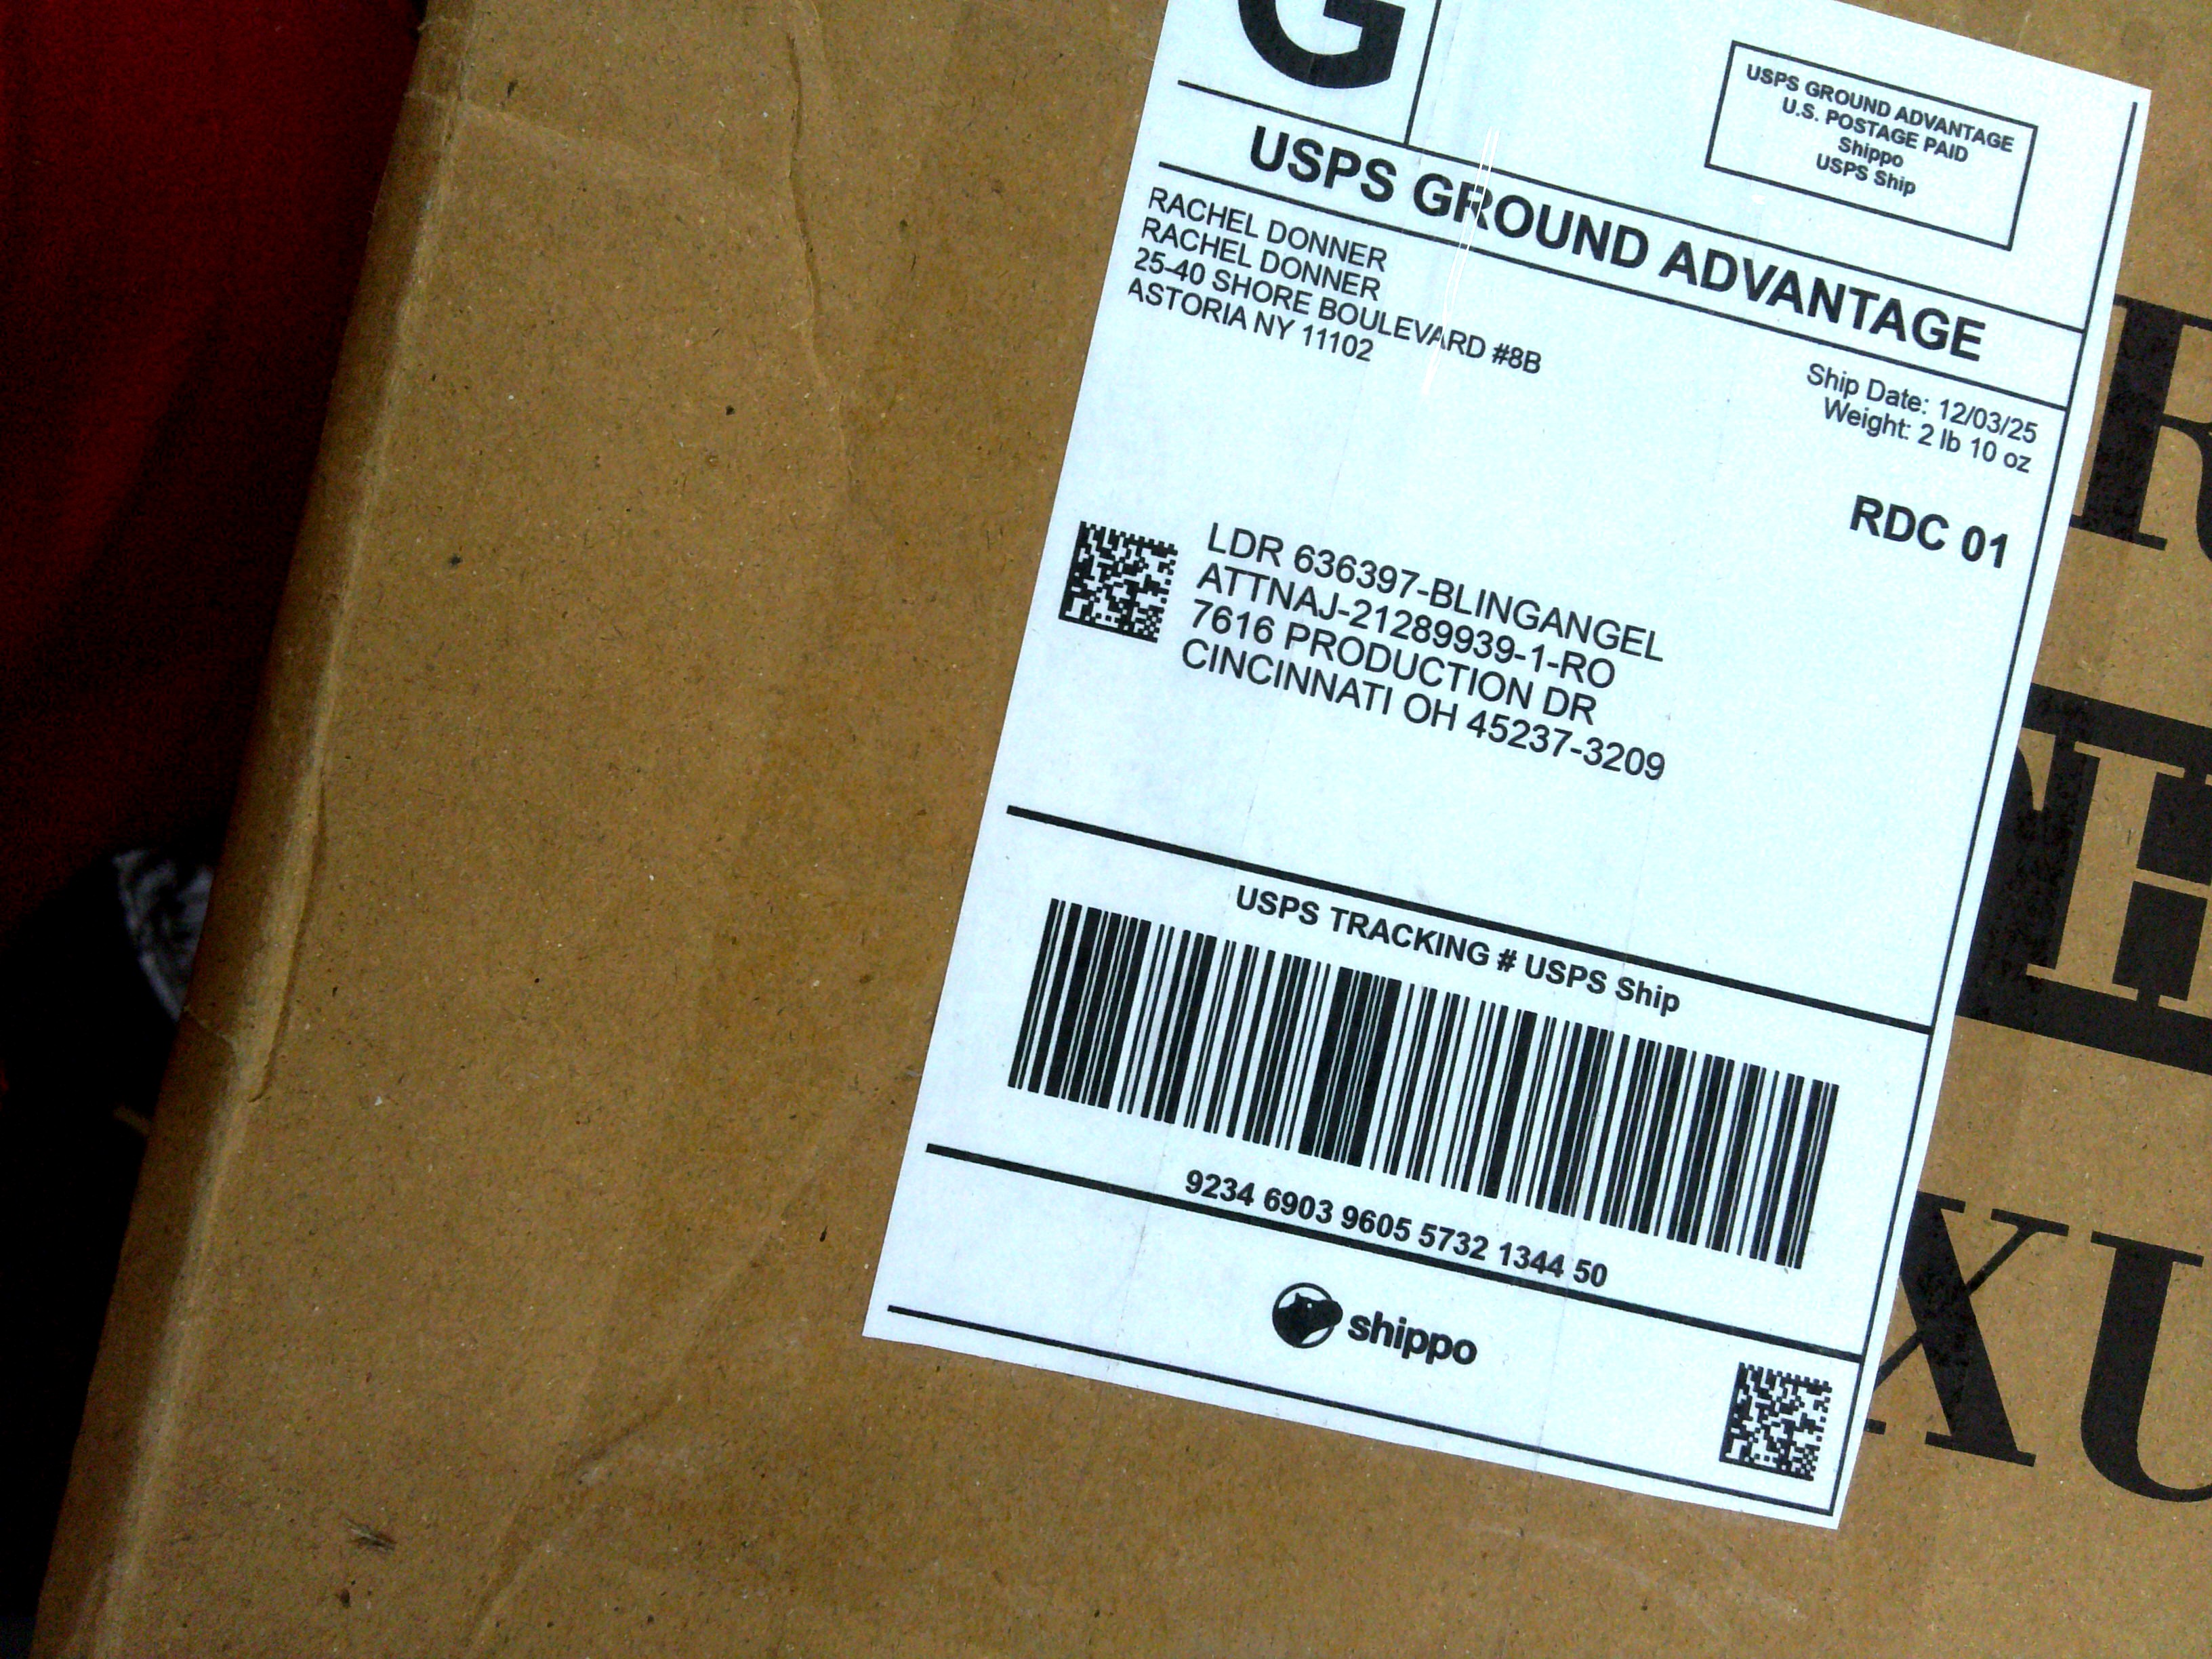 G
USPS GROUND ADVANTAGE
U.S. POSTAGE PAID
Shippo
USPS Ship
USPS GROUND ADVANTAGE
RACHEL DONNER
RACHEL DONNER
25-40 SHORE BOULEVARD #8B
ASTORIA NY 11102
Ship Date: 12/03/25
Weight: 2 lb 10 oz
RDC 01
LDR 636397-BLINGANGEL
ATTNAJ-21289939-1-RO
7616 PRODUCTION DR
CINCINNATI OH 45237-3209
USPS TRACKING # USPS Ship
9234 6903 9605 5732 1344 50
shippo